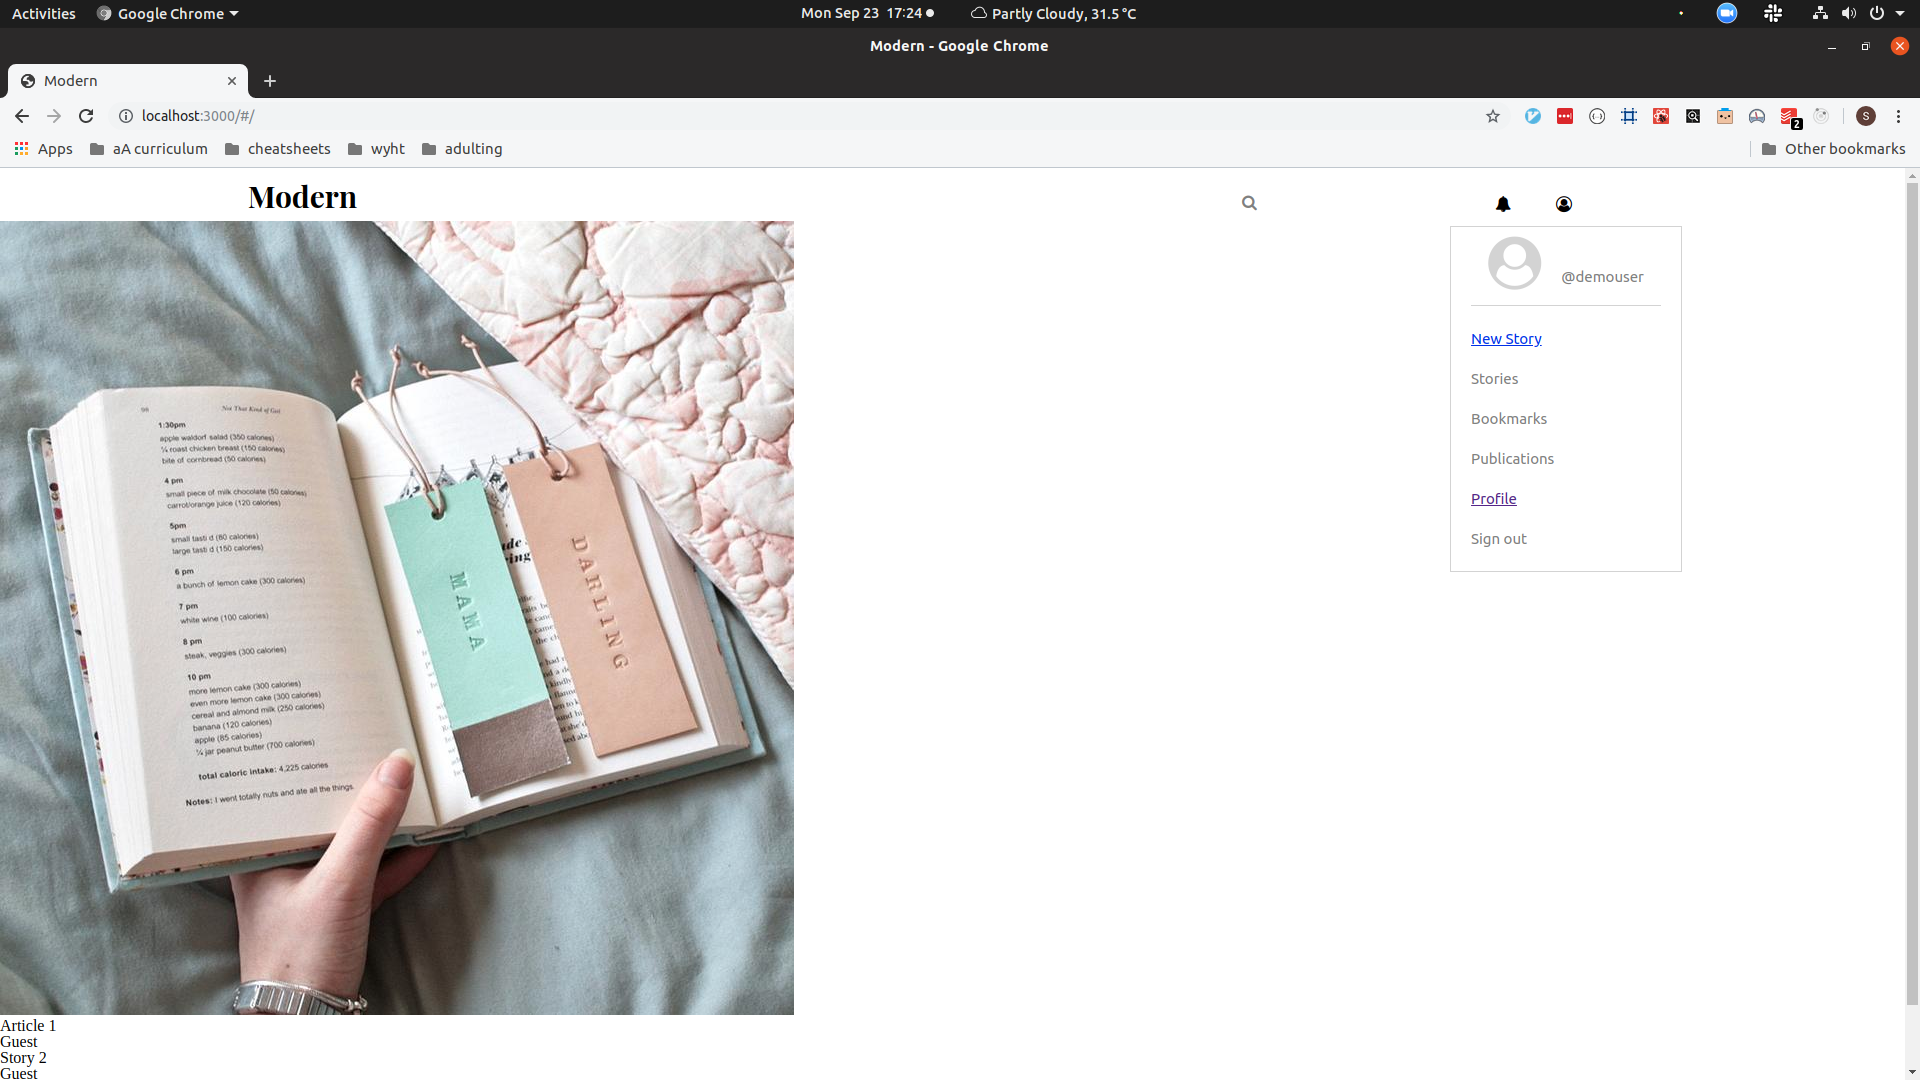 Activities Google Chrome Mon Sep 23 17:24 Partly Cloudy, 31.5 °C
Modern - Google Chrome
Modern
localhost:3000/#/
S
2
Apps aA curriculum cheatsheets wyht adulting Other bookmarks
Modern
@demouser
New Story
Stories
Bookmarks
Publications
Profile
Sign out
98 Not That Kind of Girl
1:30pm
apple waldorf salad (350 calories)
¼ roast chicken breast (150 calories)
bite of cornbread (50 calories)
4 pm
small piece of milk chocolate (50 calories)
carrot/orange juice (120 calories)
5pm
small tasti d (80 calories)
large tasti d (150 calories)
6 pm
a bunch of lemon cake (300 calories)
7 pm
white wine (100 calories)
8 pm
steak, veggies (300 calories)
10 pm
more lemon cake (300 calories)
even more lemon cake (300 calories)
cereal and almond milk (250 calories)
banana (120 calories)
apple (85 calories)
¼ jar peanut butter (700 calories)
total caloric intake: 4,225 calories
Notes: I went totally nuts and ate all the things.
MAMA
DARLING
Article 1
Guest
Story 2
Guest